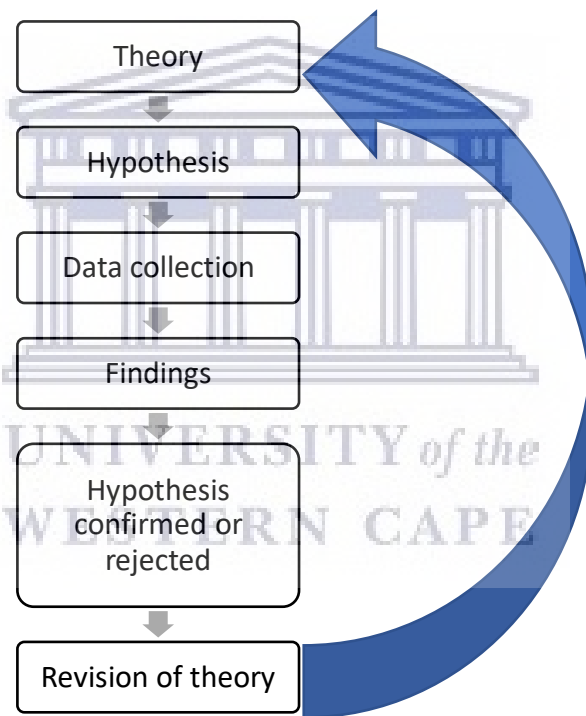 Theory
Hypothesis
Data collection
Findings
UNIVERSITY of the
WESTERN CAPE
Hypothesis
confirmed or
rejected
Revision of theory